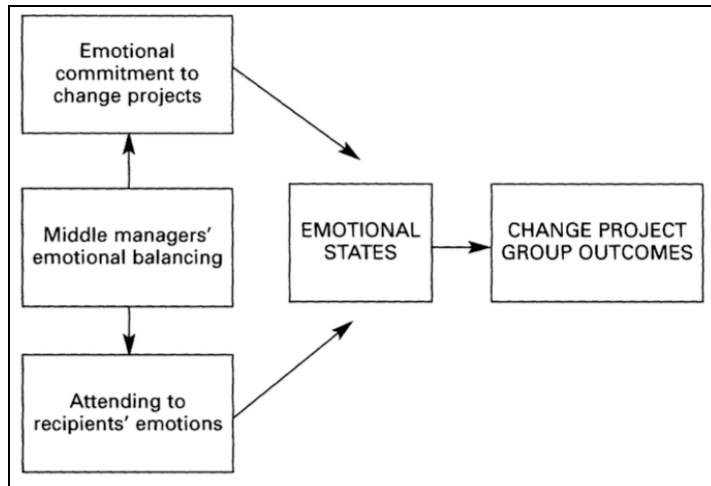 Emotional
commitment to
change projects
Middle managers'
emotional balancing
EMOTIONAL
STATES
CHANGE PROJECT
GROUP OUTCOMES
Attending to
recipients' emotions